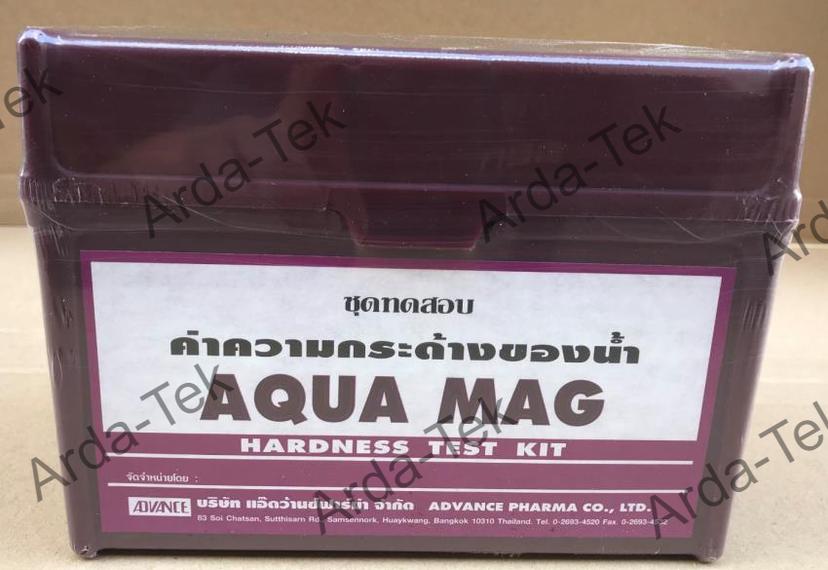 ชุดทดสอบ
ค่าความกระด้างของน้ำ
AQUA MAG
HARDNESS TEST KIT
จัดจำหน่ายโดย :
ADVANCE บริษัท แอ๊ดว้านซ์ฟาร์ม่า จำกัด ADVANCE PHARMA CO., LTD.
83 Soi Chatsan, Sutthisarn Rd., Samsennork, Huaykwang, Bangkok 10310 Thailand. Tel. 0-2693-4520 Fax. 0-2693-4532
Arda-Tek
Arda-Tek
Arda-Tek
Arda-Tek
Arda-Tek